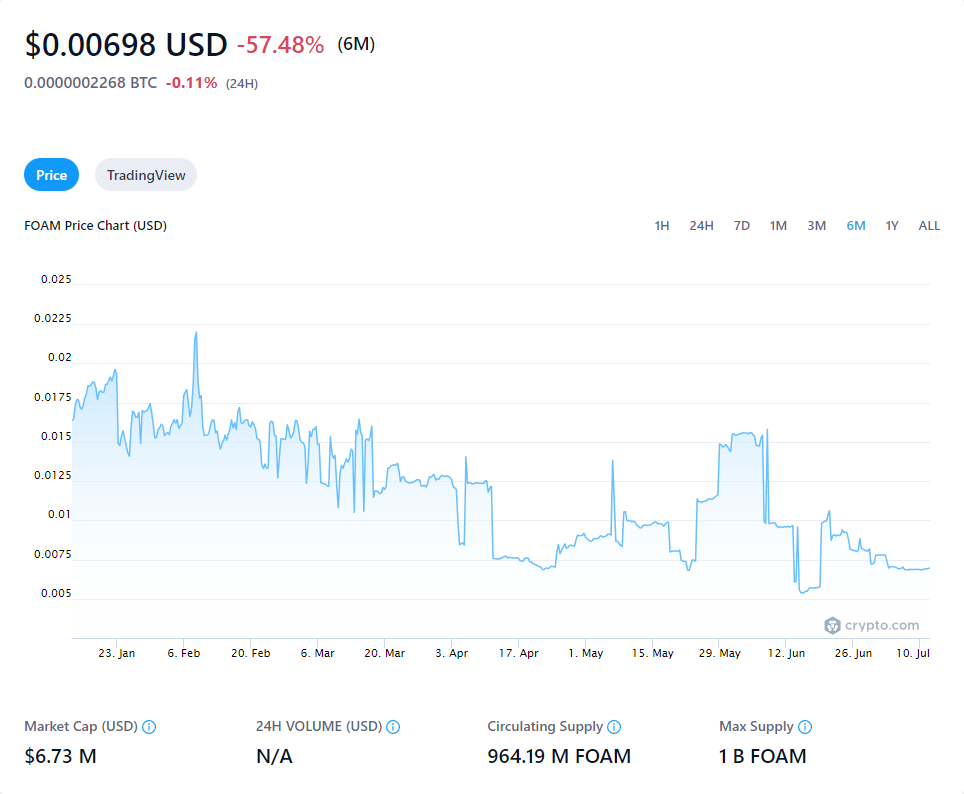 $0.00698 USD -57.48% (6M)
0.0000002268 BTC -0.11% (24H)
Price TradingView
FOAM Price Chart (USD) 1H 24H 7D 1M 3M 6M 1Y ALL
0.025
0.0225
0.02
0.0175
0.015
0.0125
0.01
0.0075
0.005
crypto.com
23. Jan 6. Feb 20. Feb 6. Mar 20. Mar 3. Apr 17. Apr 1. May 15. May 29. May 12. Jun 26. Jun 10. Jul
Market Cap (USD) 24H VOLUME (USD) Circulating Supply Max Supply
$6.73 M N/A 964.19 M FOAM 1 B FOAM